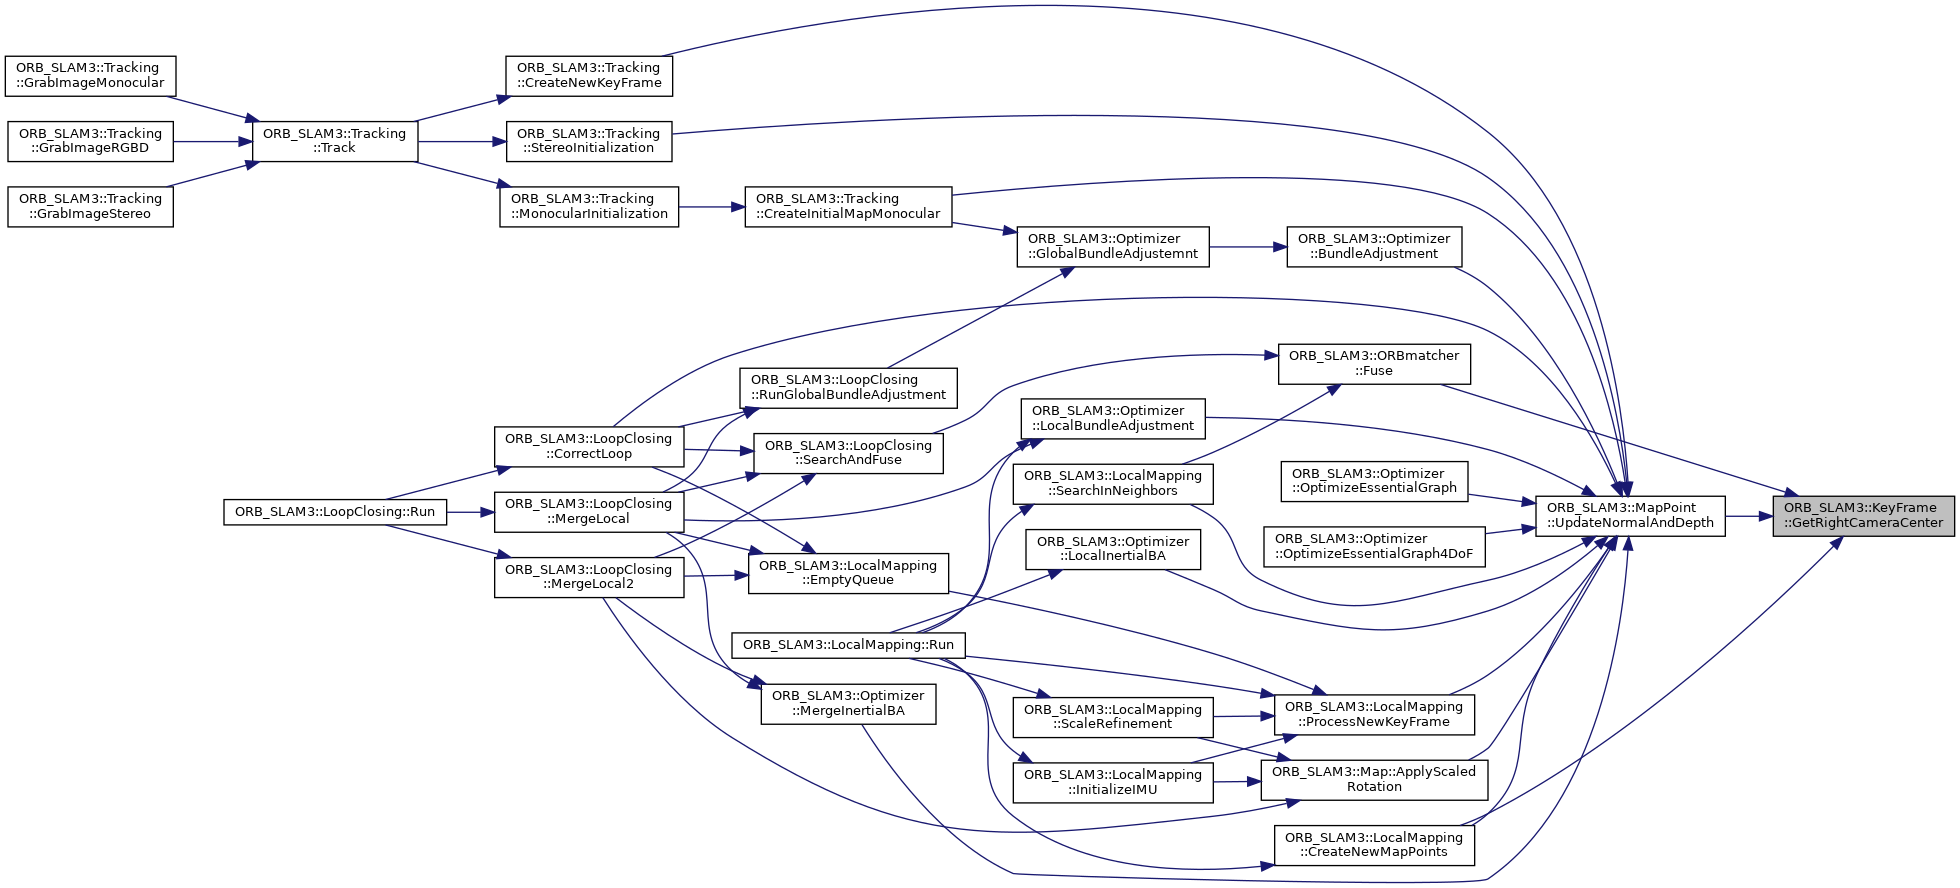 ORB_SLAM3::Tracking
::GrabImageMonocular
ORB_SLAM3::Tracking
::GrabImageRGBD
ORB_SLAM3::Tracking
::GrabImageStereo
ORB_SLAM3::Tracking
::Track
ORB_SLAM3::Tracking
::CreateNewKeyFrame
ORB_SLAM3::Tracking
::StereoInitialization
ORB_SLAM3::Tracking
::MonocularInitialization
ORB_SLAM3::Tracking
::CreateInitialMapMonocular
ORB_SLAM3::Optimizer
::GlobalBundleAdjustemnt
ORB_SLAM3::Optimizer
::BundleAdjustment
ORB_SLAM3::ORBmatcher
::Fuse
ORB_SLAM3::LoopClosing
::RunGlobalBundleAdjustment
ORB_SLAM3::Optimizer
::LocalBundleAdjustment
ORB_SLAM3::LoopClosing
::CorrectLoop
ORB_SLAM3::LoopClosing
::SearchAndFuse
ORB_SLAM3::LocalMapping
::SearchInNeighbors
ORB_SLAM3::Optimizer
::OptimizeEssentialGraph
ORB_SLAM3::LoopClosing::Run
ORB_SLAM3::LoopClosing
::MergeLocal
ORB_SLAM3::MapPoint
::UpdateNormalAndDepth
ORB_SLAM3::KeyFrame
::GetRightCameraCenter
ORB_SLAM3::Optimizer
::LocalInertialBA
ORB_SLAM3::Optimizer
::OptimizeEssentialGraph4DoF
ORB_SLAM3::LoopClosing
::MergeLocal2
ORB_SLAM3::LocalMapping
::EmptyQueue
ORB_SLAM3::LocalMapping::Run
ORB_SLAM3::Optimizer
::MergeInertialBA
ORB_SLAM3::LocalMapping
::ScaleRefinement
ORB_SLAM3::LocalMapping
::ProcessNewKeyFrame
ORB_SLAM3::LocalMapping
::InitializeIMU
ORB_SLAM3::Map::ApplyScaled
Rotation
ORB_SLAM3::LocalMapping
::CreateNewMapPoints